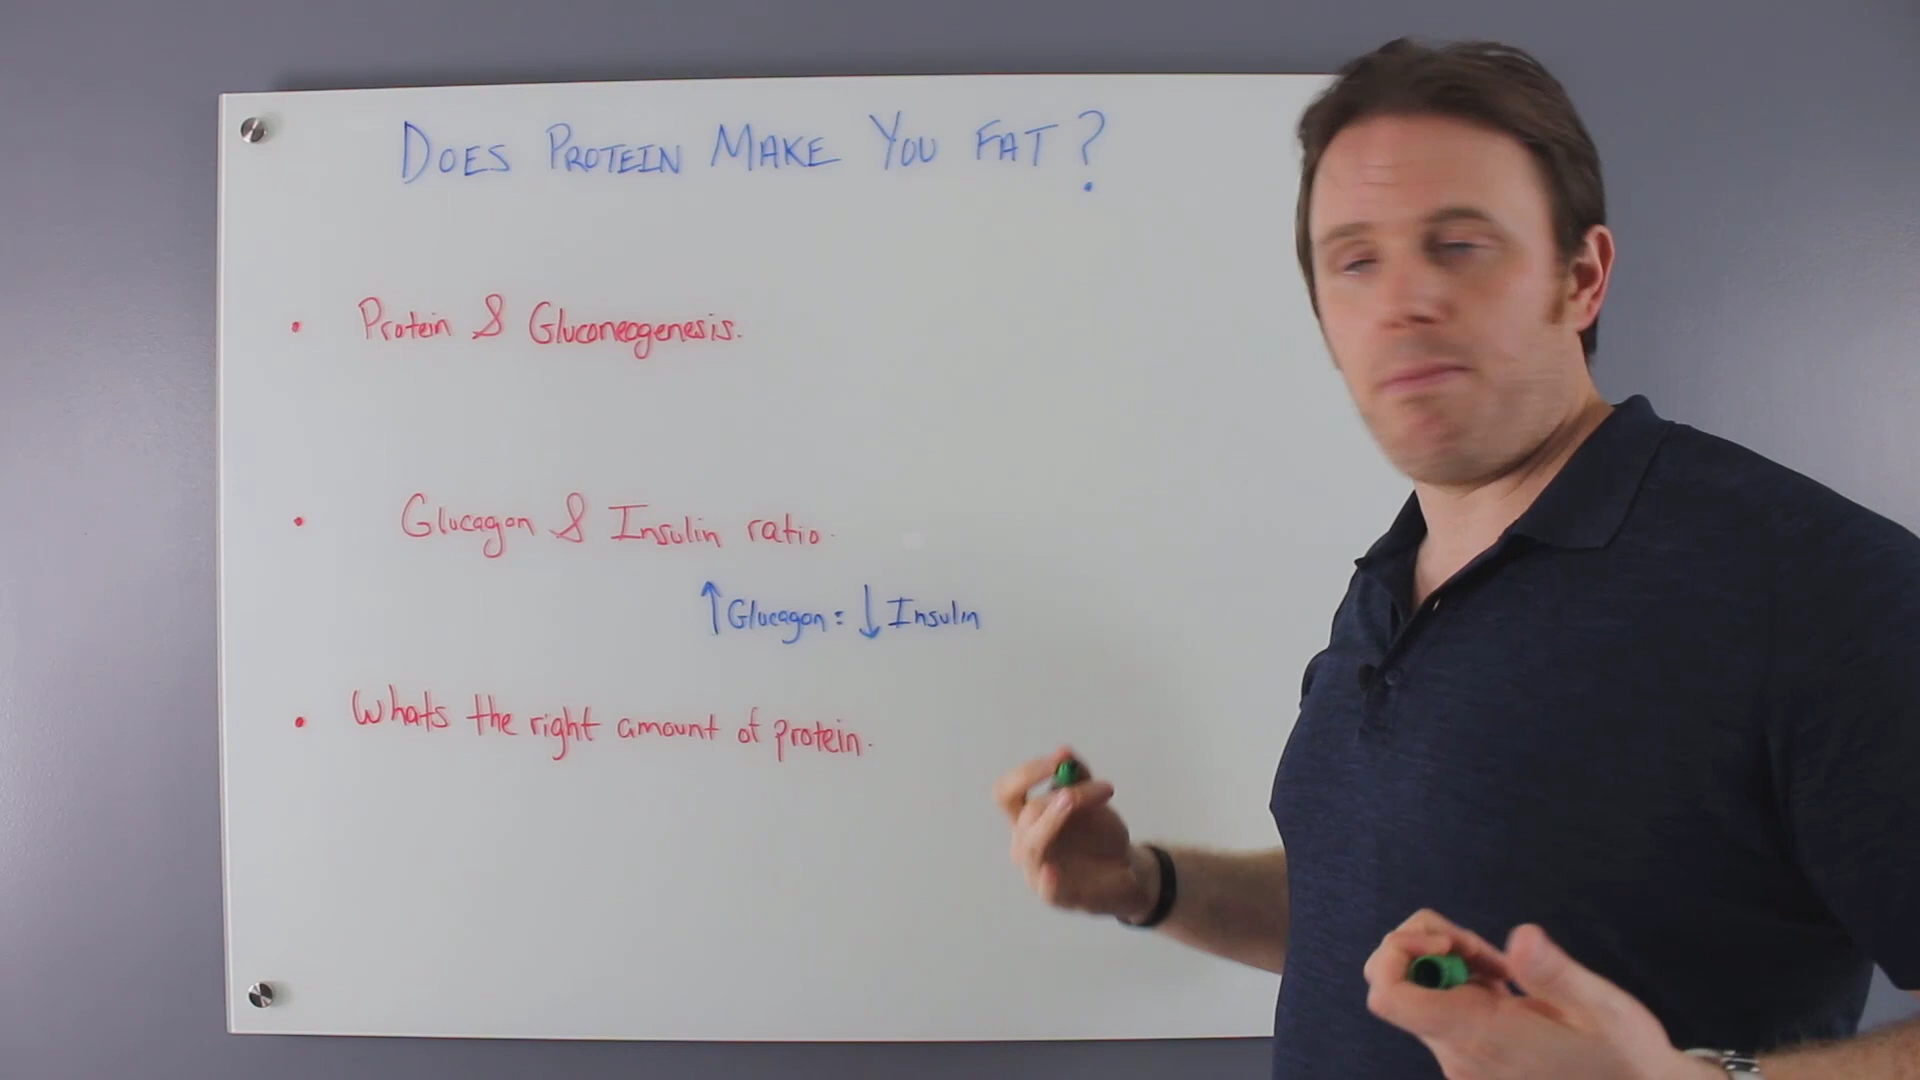 DOES PROTEIN MAKE YOU FAT?
• Protein & Gluconeogenesis.
• Glucagon & Insulin ratio.
↑ Glucagon = ↓ Insulin
• Whats the right amount of protein.